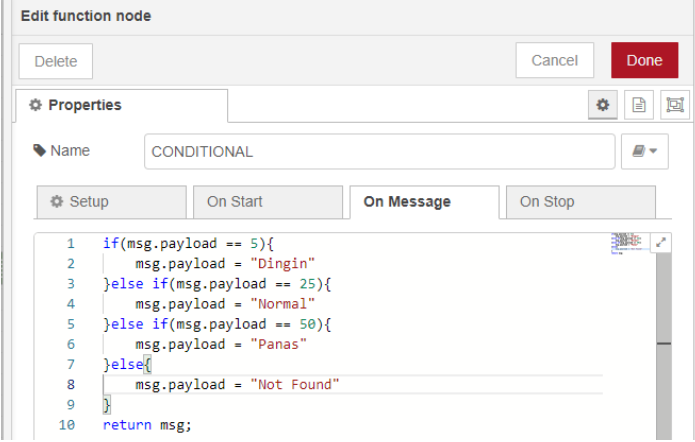 Edit function node
Delete
Cancel
Done
Properties
Name
CONDITIONAL
Setup
On Start
On Message
On Stop
1 if(msg.payload == 5){
2 msg.payload = "Dingin"
3 }else if(msg.payload == 25){
4 msg.payload = "Normal"
5 }else if(msg.payload == 50){
6 msg.payload = "Panas"
7 }else{
8 msg.payload = "Not Found"
9 }
10 return msg;